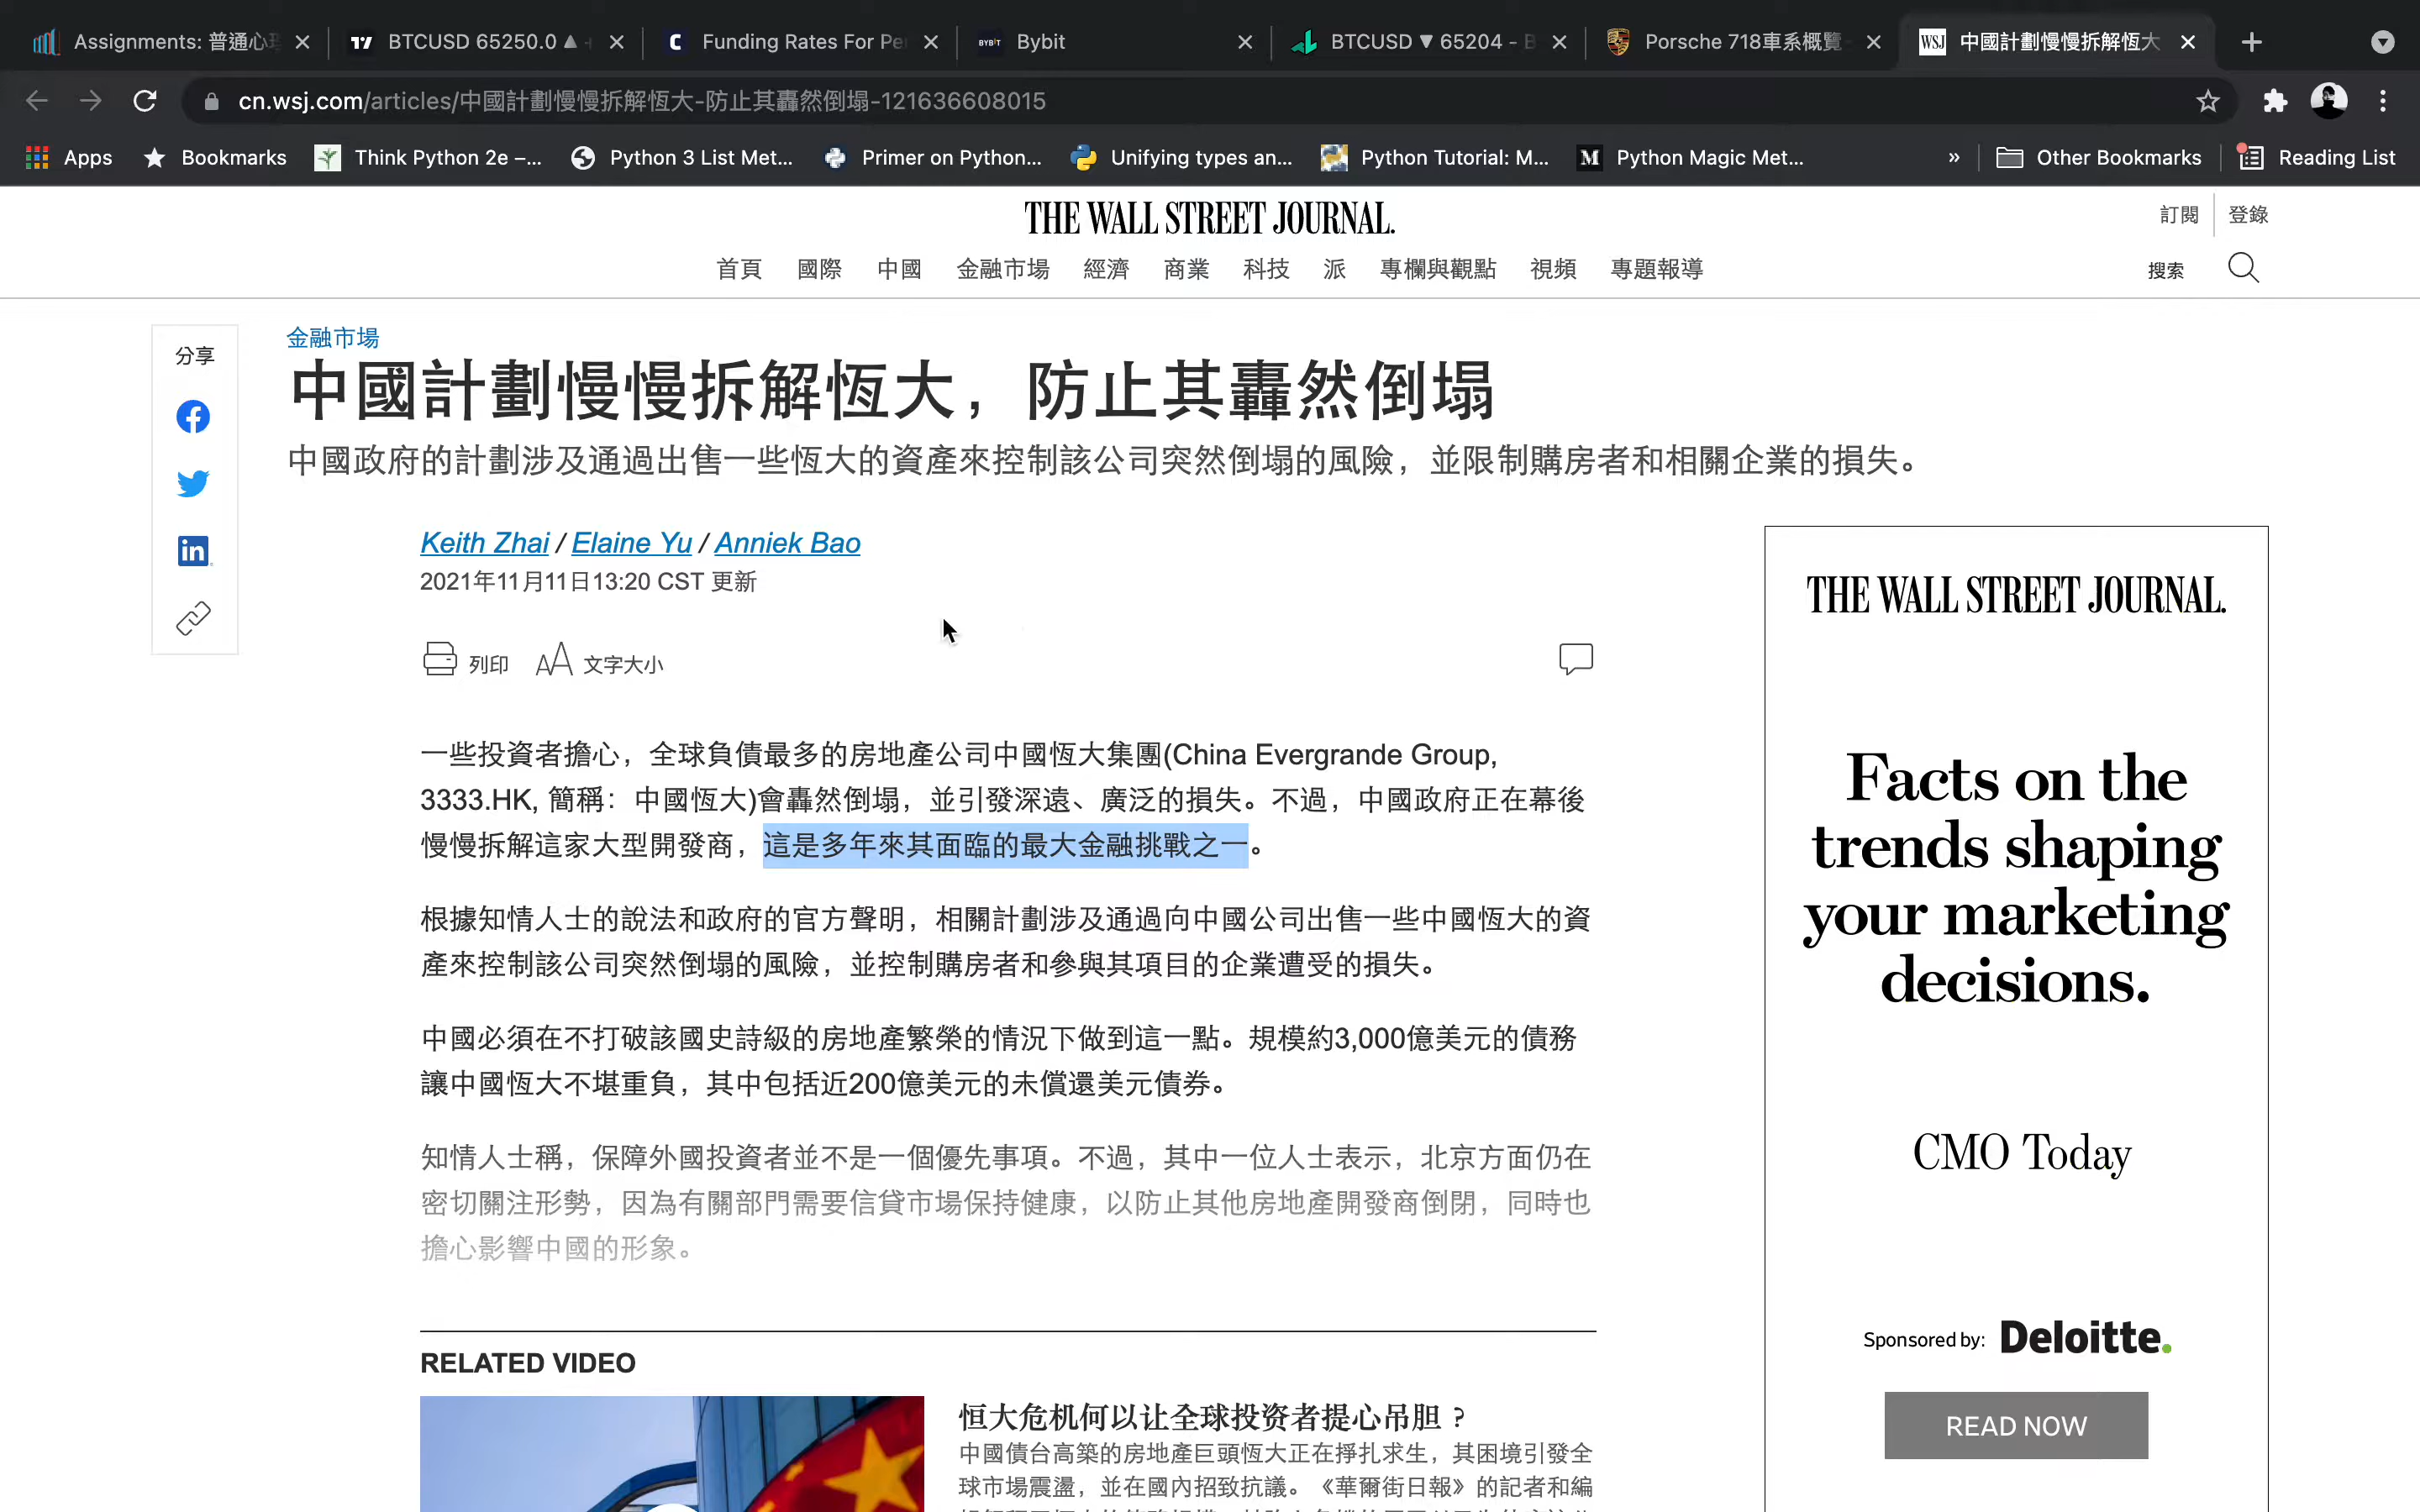 Assignments: 普通心
BTCUSD 65250.0 ▲
Funding Rates For Pe
Bybit
BTCUSD ▼ 65204 - B
Porsche 718車系概覽
中國計劃慢慢拆解恆大
cn.wsj.com/articles/中國計劃慢慢拆解恆大-防止其轟然倒塌-121636608015
Apps
Bookmarks
Think Python 2e –...
Python 3 List Met...
Primer on Python...
Unifying types an...
Python Tutorial: M...
Python Magic Met...
»
Other Bookmarks
Reading List
THE WALL STREET JOURNAL.
訂閱
登錄
首頁 國際 中國 金融市場 經濟 商業 科技 派 專欄與觀點 視頻 專題報導
搜索
分享
金融市場
中國計劃慢慢拆解恆大，防止其轟然倒塌
中國政府的計劃涉及通過出售一些恆大的資產來控制該公司突然倒塌的風險，並限制購房者和相關企業的損失。
Keith Zhai / Elaine Yu / Anniek Bao
2021年11月11日13:20 CST 更新
列印 文字大小
一些投資者擔心，全球負債最多的房地產公司中國恆大集團(China Evergrande Group,
3333.HK, 簡稱：中國恆大)會轟然倒塌，並引發深遠、廣泛的損失。不過，中國政府正在幕後
慢慢拆解這家大型開發商，這是多年來其面臨的最大金融挑戰之一。
根據知情人士的說法和政府的官方聲明，相關計劃涉及通過向中國公司出售一些中國恆大的資
產來控制該公司突然倒塌的風險，並控制購房者和參與其項目的企業遭受的損失。
中國必須在不打破該國史詩級的房地產繁榮的情況下做到這一點。規模約3,000億美元的債務
讓中國恆大不堪重負，其中包括近200億美元的未償還美元債券。
知情人士稱，保障外國投資者並不是一個優先事項。不過，其中一位人士表示，北京方面仍在
密切關注形勢，因為有關部門需要信貸市場保持健康，以防止其他房地產開發商倒閉，同時也
擔心影響中國的形象。
RELATED VIDEO
恒大危机何以让全球投资者提心吊胆？
中國債台高築的房地產巨頭恆大正在掙扎求生，其困境引發全
球市場震盪，並在國內招致抗議。《華爾街日報》的記者和編
THE WALL STREET JOURNAL.
Facts on the
trends shaping
your marketing
decisions.
CMO Today
Sponsored by: Deloitte.
READ NOW